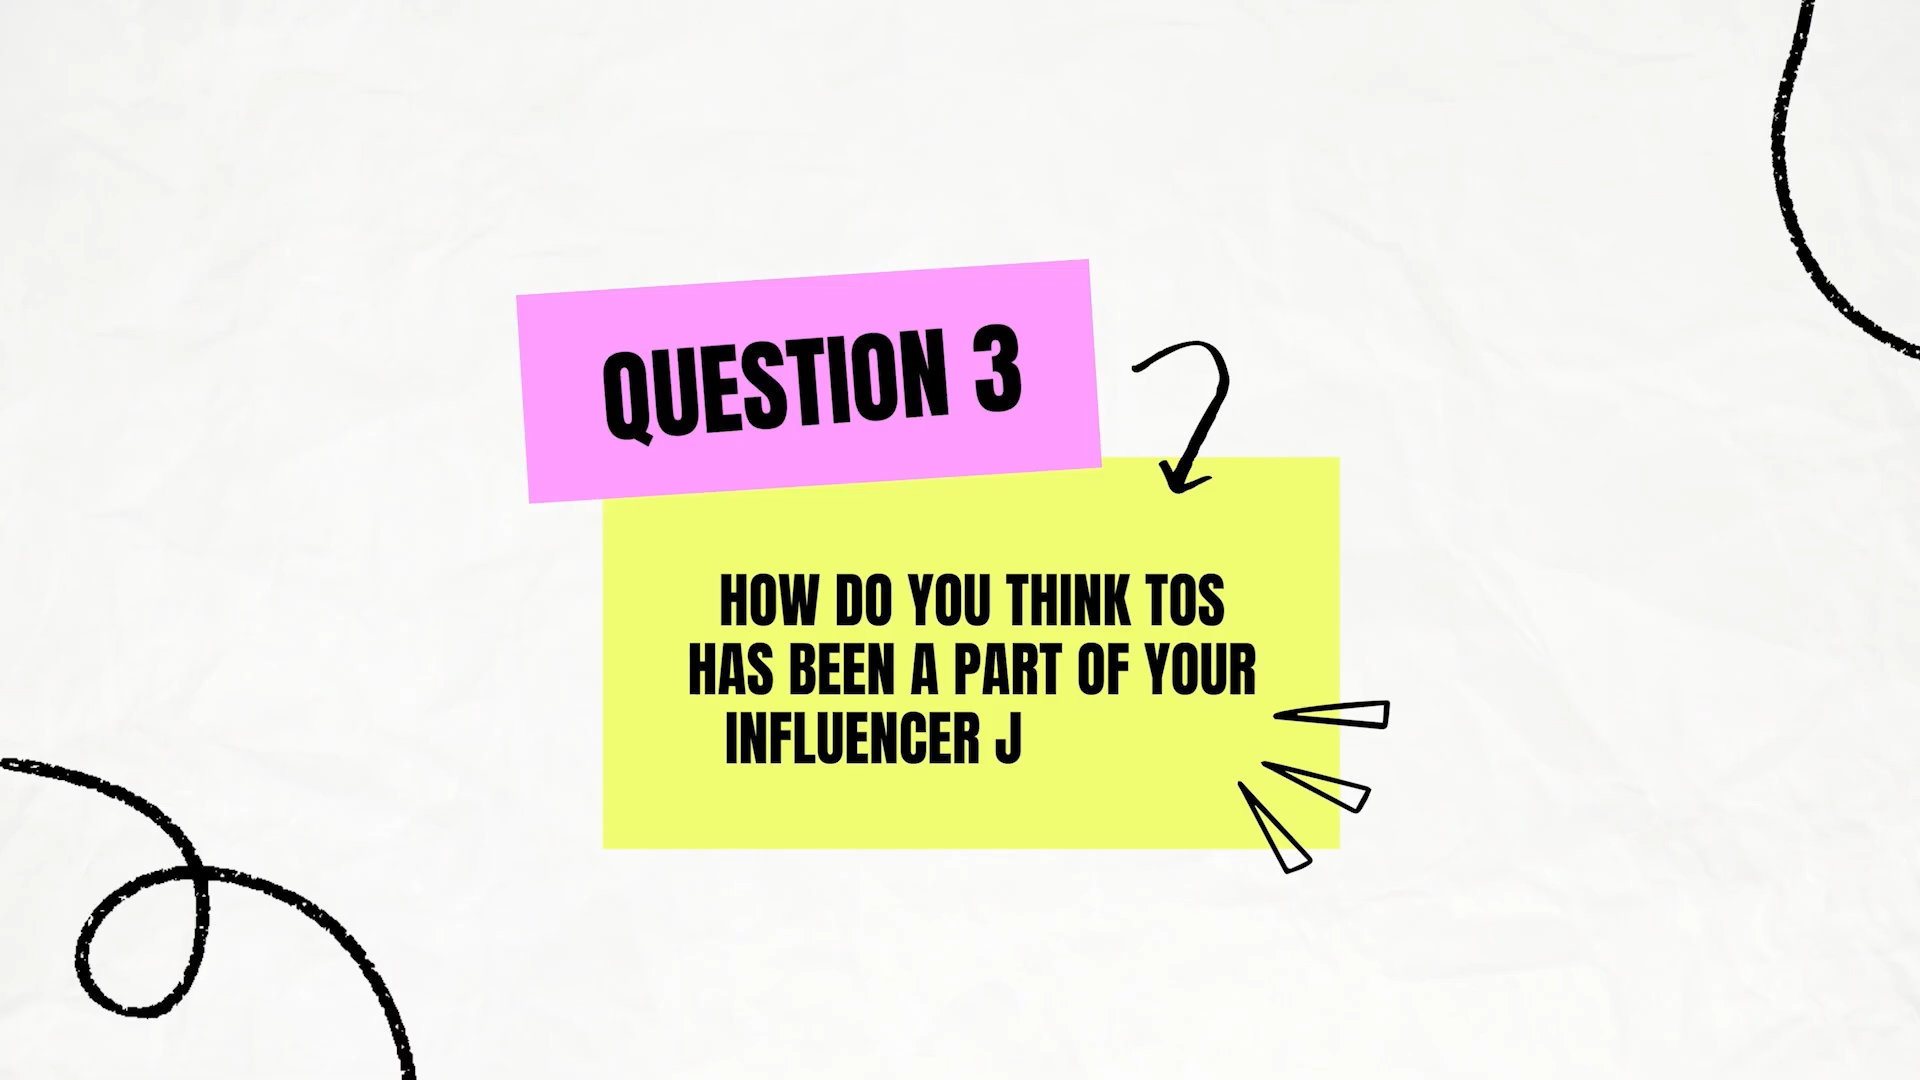 QUESTION 3
HOW DO YOU THINK TOS
HAS BEEN A PART OF YOUR
INFLUENCER J